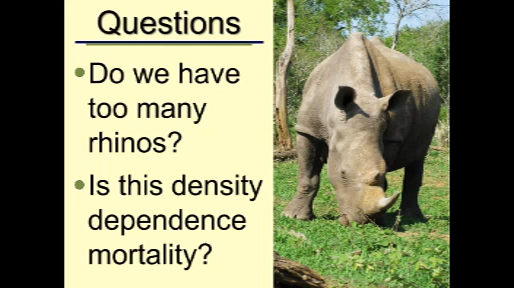 Questions
Do we have
too many
rhinos?
Is this density
dependence
mortality?